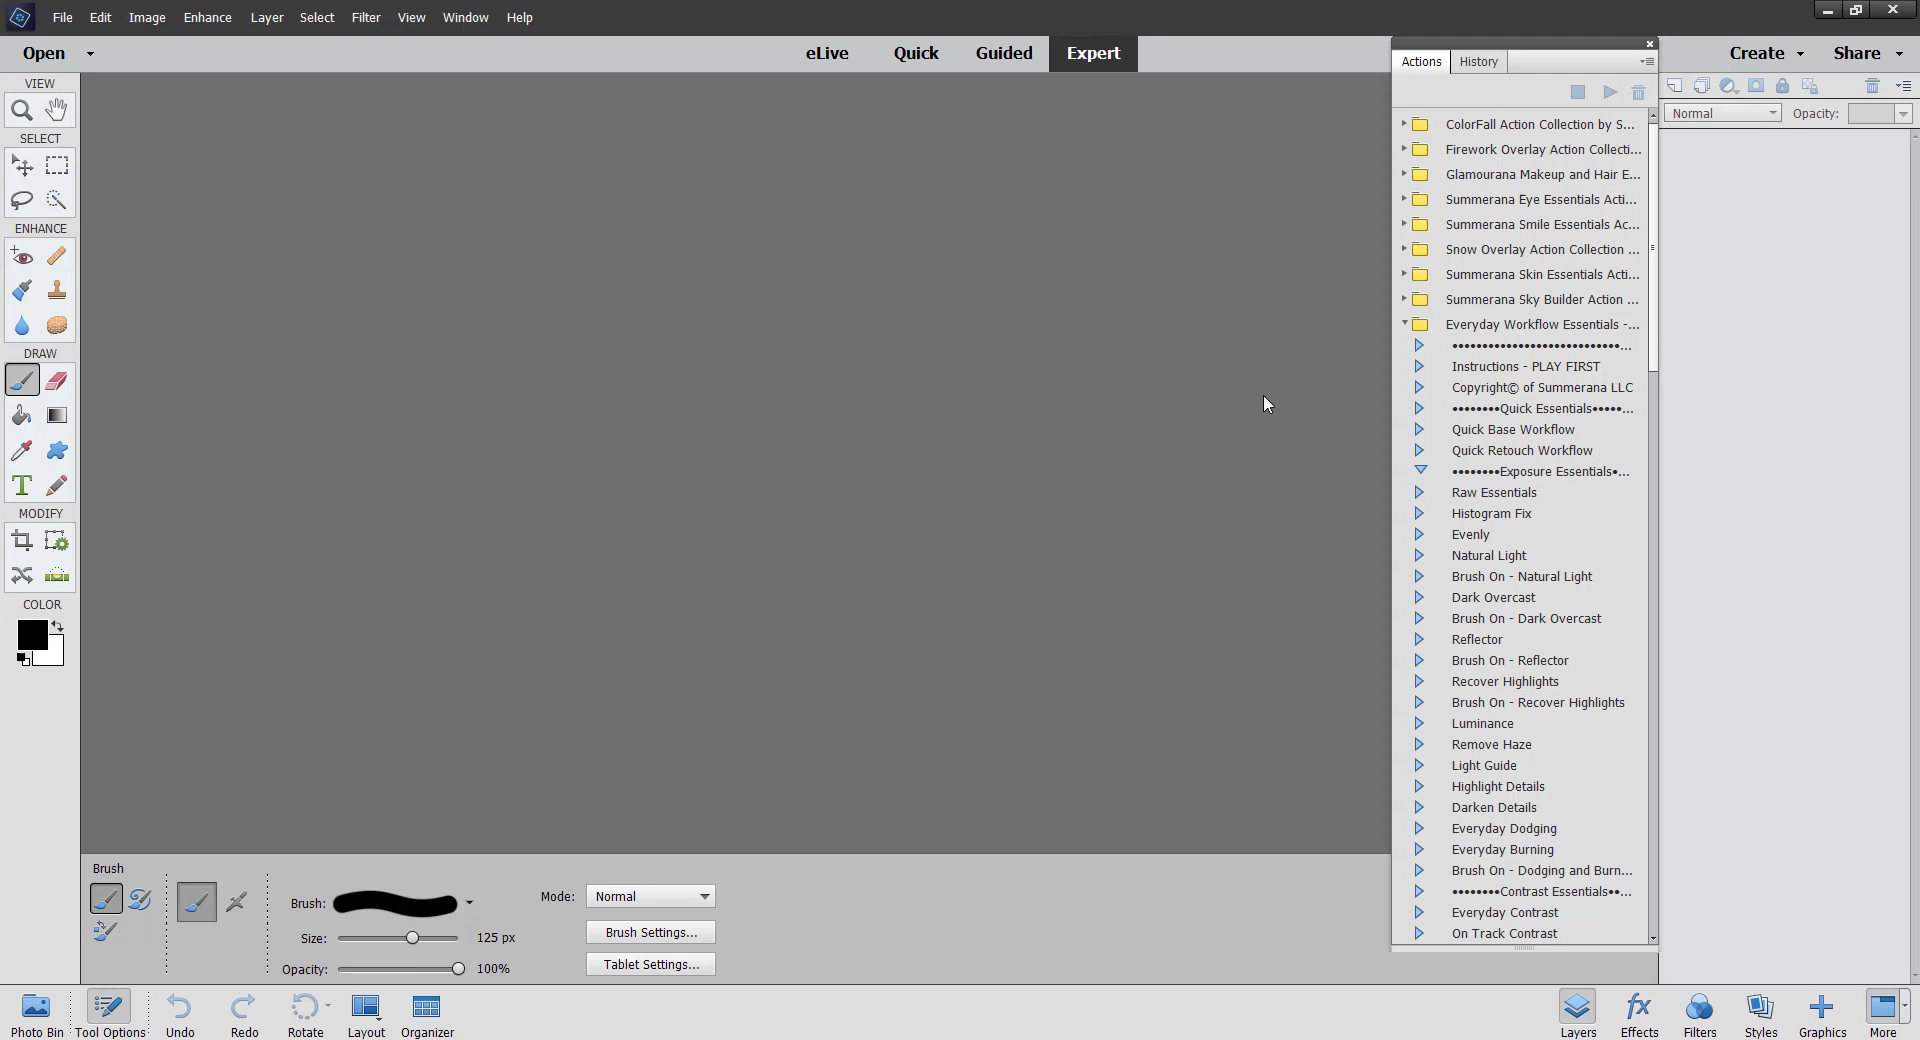 File Edit Image Enhance Layer Select Filter View Window Help
Open eLive Quick Guided Expert Create Share
VIEW
SELECT
ENHANCE
DRAW
T
MODIFY
COLOR
Actions History
ColorFall Action Collection by S...
Firework Overlay Action Collecti...
Glamourana Makeup and Hair E...
Summerana Eye Essentials Acti...
Summerana Smile Essentials Ac...
Snow Overlay Action Collection ...
Summerana Skin Essentials Acti...
Summerana Sky Builder Action ...
Everyday Workflow Essentials -...
••••••••••••••••••••••••••••...
Instructions - PLAY FIRST
Copyright© of Summerana LLC
••••••••Quick Essentials•••••...
Quick Base Workflow
Quick Retouch Workflow
••••••••Exposure Essentials•...
Raw Essentials
Histogram Fix
Evenly
Natural Light
Brush On - Natural Light
Dark Overcast
Brush On - Dark Overcast
Reflector
Brush On - Reflector
Recover Highlights
Brush On - Recover Highlights
Luminance
Remove Haze
Light Guide
Highlight Details
Darken Details
Everyday Dodging
Everyday Burning
Brush On - Dodging and Burn...
••••••••Contrast Essentials••...
Everyday Contrast
On Track Contrast
Normal Opacity:
Brush
Brush:
Size: 125 px
Opacity: 100%
Mode: Normal
Brush Settings...
Tablet Settings...
Photo Bin Tool Options Undo Redo Rotate Layout Organizer
fx
Layers Effects Filters Styles Graphics More